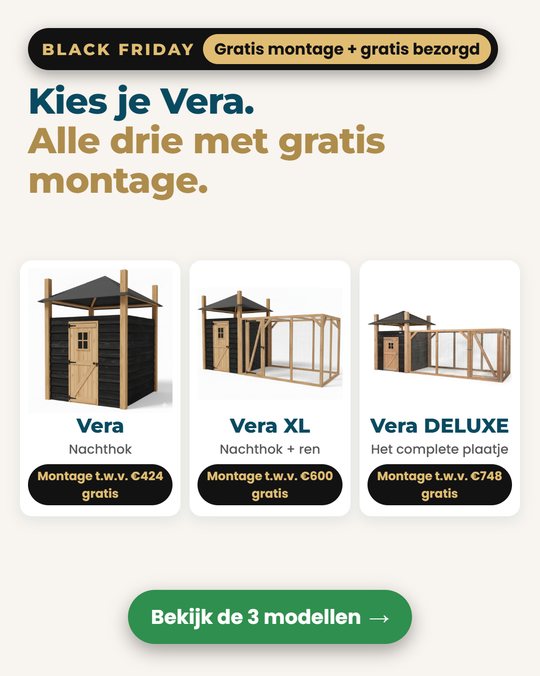 BLACK FRIDAY Gratis montage + gratis bezorgd
Kies je Vera.
Alle drie met gratis
montage.
Vera
Nachthok
Montage t.w.v. €424
gratis
Vera XL
Nachthok + ren
Montage t.w.v. €600
gratis
Vera DELUXE
Het complete plaatje
Montage t.w.v. €748
gratis
Bekijk de 3 modellen →